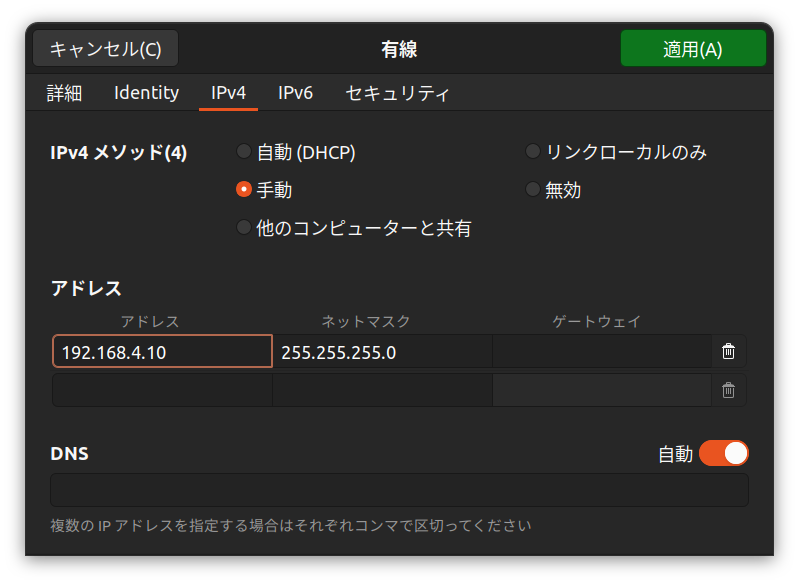 キャンセル(C) 有線 適用(A)
詳細 Identity IPv4 IPv6 セキュリティ
IPv4 メソッド(4) 自動 (DHCP) リンクローカルのみ
手動 無効
他のコンピューターと共有
アドレス
アドレス ネットマスク ゲートウェイ
192.168.4.10 255.255.255.0
DNS 自動
複数の IP アドレスを指定する場合はそれぞれコンマで区切ってください